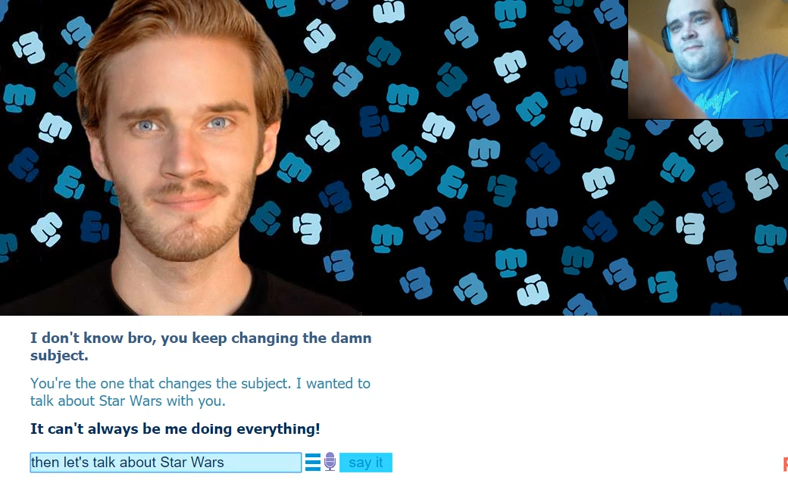 I don't know bro, you keep changing the damn
subject.
You're the one that changes the subject. I wanted to
talk about Star Wars with you.
It can't always be me doing everything!
then let's talk about Star Wars
say it